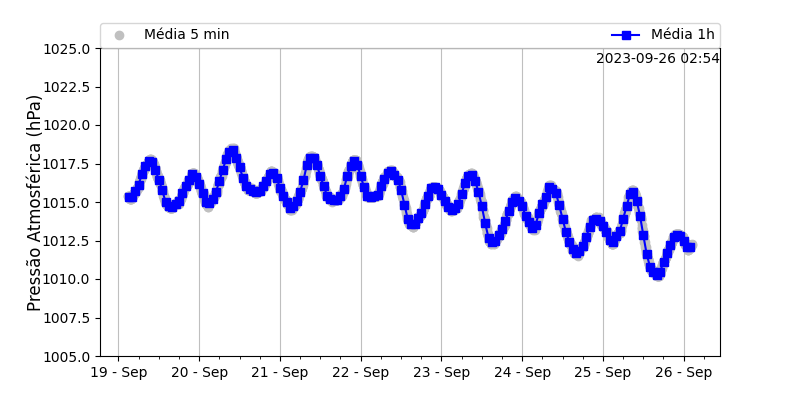 Média 5 min
Média 1h
2023-09-26 02:54
Pressão Atmosférica (hPa)
1025.0
1022.5
1020.0
1017.5
1015.0
1012.5
1010.0
1007.5
1005.0
19 - Sep
20 - Sep
21 - Sep
22 - Sep
23 - Sep
24 - Sep
25 - Sep
26 - Sep